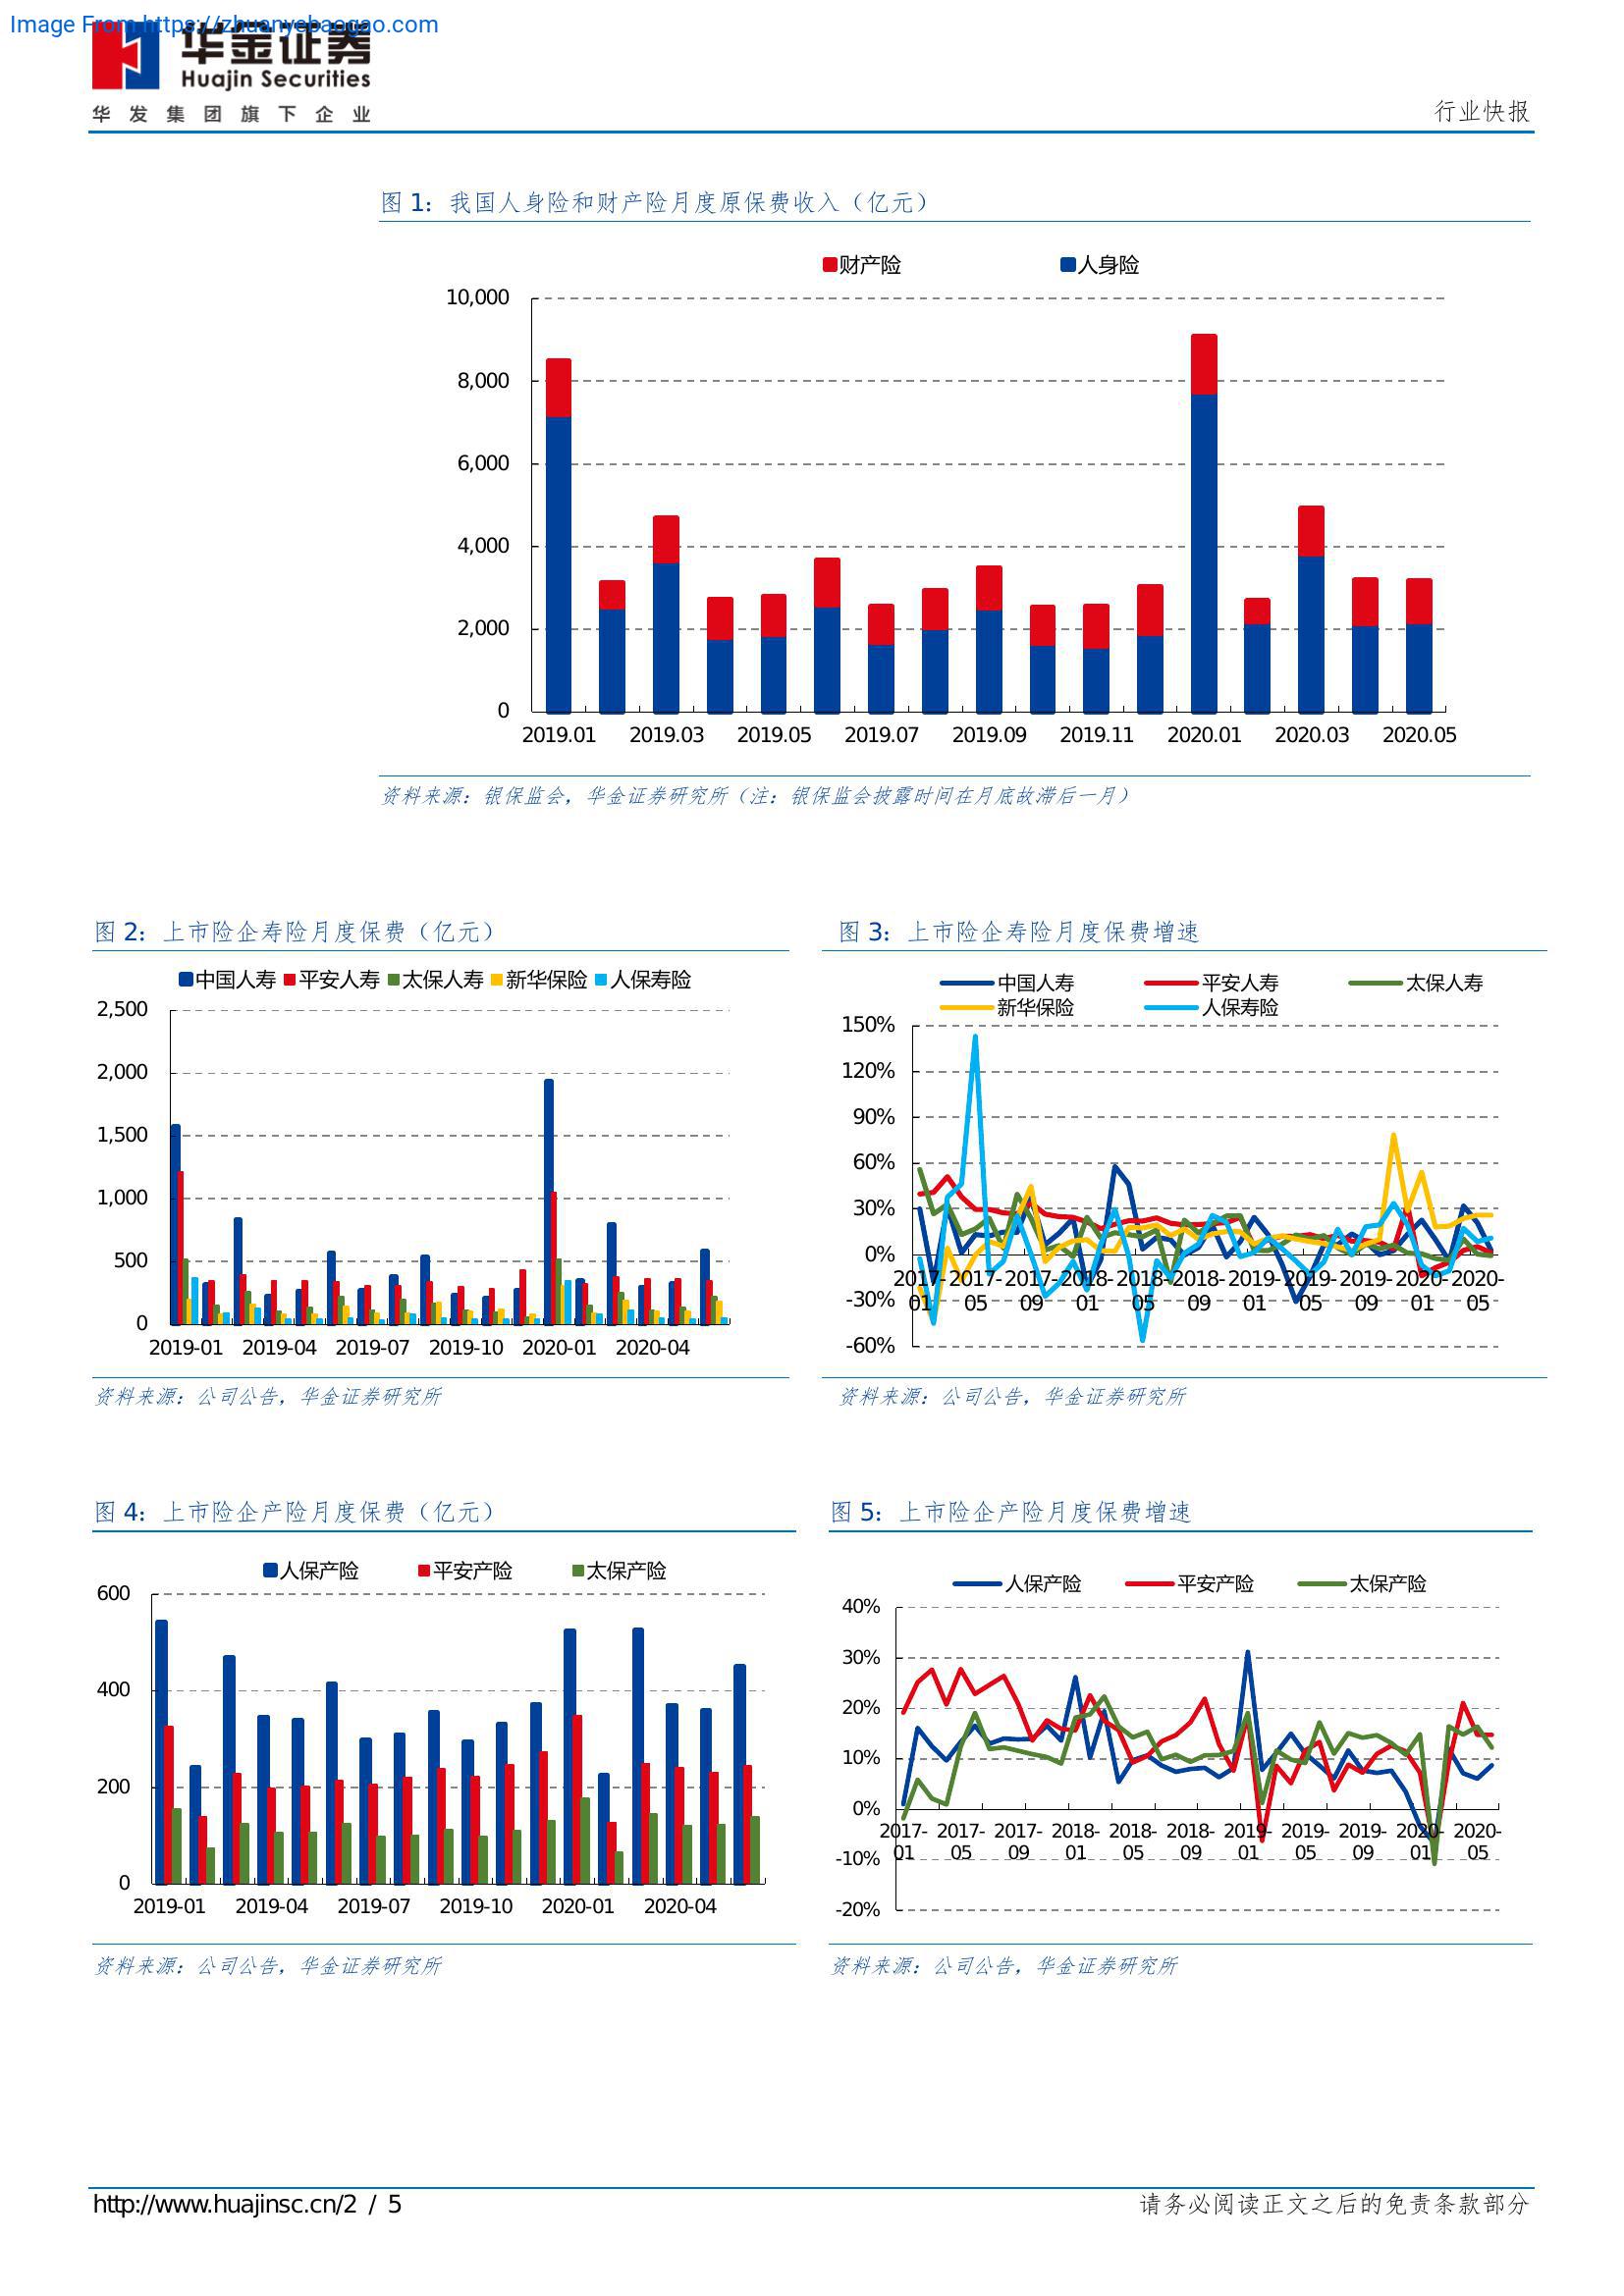 Image From https://zhuanyebaogao.com
华金证券
Huajin Securities
华发集团旗下企业
行业快报
图 1：我国人身险和财产险月度原保费收入（亿元）
财产险 人身险
10,000
8,000
6,000
4,000
2,000
0
2019.01 2019.03 2019.05 2019.07 2019.09 2019.11 2020.01 2020.03 2020.05
资料来源：银保监会，华金证券研究所（注：银保监会披露时间在月底故滞后一月）
图 2：上市险企寿险月度保费（亿元）
中国人寿 平安人寿 太保人寿 新华保险 人保寿险
2,500
2,000
1,500
1,000
500
0
2019-01 2019-04 2019-07 2019-10 2020-01 2020-04
资料来源：公司公告，华金证券研究所
图 3：上市险企寿险月度保费增速
中国人寿 平安人寿 太保人寿
新华保险 人保寿险
150%
120%
90%
60%
30%
0%
-30%
-60%
2017-01 2017-05 2017-09 2018-01 2018-05 2018-09 2019-01 2019-05 2019-09 2020-01 2020-05
资料来源：公司公告，华金证券研究所
图 4：上市险企产险月度保费（亿元）
人保产险 平安产险 太保产险
600
400
200
0
2019-01 2019-04 2019-07 2019-10 2020-01 2020-04
资料来源：公司公告，华金证券研究所
图 5：上市险企产险月度保费增速
人保产险 平安产险 太保产险
40%
30%
20%
10%
0%
-10%
-20%
2017-01 2017-05 2017-09 2018-01 2018-05 2018-09 2019-01 2019-05 2019-09 2020-01 2020-05
资料来源：公司公告，华金证券研究所
http://www.huajinsc.cn/2 / 5
请务必阅读正文之后的免责条款部分